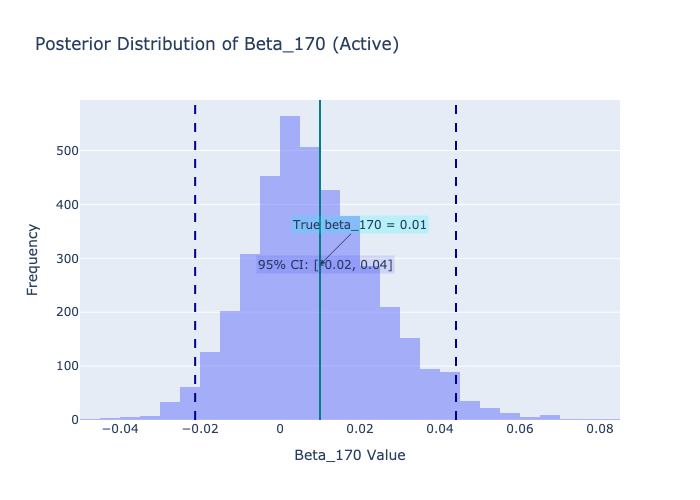 Posterior Distribution of Beta_170 (Active)
500
400
300
200
100
0
Frequency
True beta_170 = 0.01
95% CI: [-0.02, 0.04]
−0.04
−0.02
0
0.02
0.04
0.06
0.08
Beta_170 Value